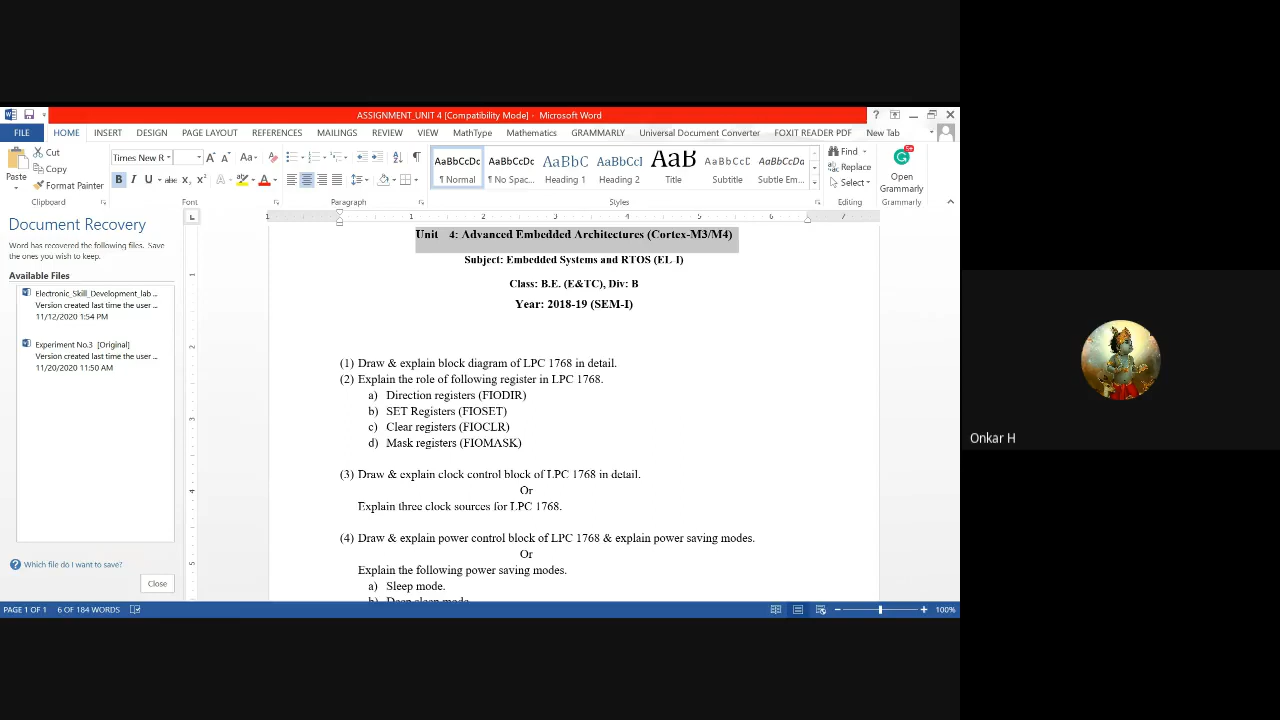 ASSIGNMENT_UNIT 4 [Compatibility Mode] - Microsoft Word
FILE HOME INSERT DESIGN PAGE LAYOUT REFERENCES MAILINGS REVIEW VIEW MathType Mathematics GRAMMARLY Universal Document Converter FOXIT READER PDF New Tab
Paste
Cut
Copy
Format Painter
Clipboard
Times New R
Font
Paragraph
AaBbCcDc AaBbCcDc AaBbC AaBbCcl AaB AaBbCcD AaBbCcDa
¶ Normal ¶ No Spac... Heading 1 Heading 2 Title Subtitle Subtle Em...
Styles
Find
Replace
Select
Editing
Open
Grammarly
Grammarly
Document Recovery
Word has recovered the following files. Save
the ones you wish to keep.
Available Files
Electronic_Skill_Development_lab ...
Version created last time the user ...
11/12/2020 1:54 PM
Experiment No.3 [Original]
Version created last time the user ...
11/20/2020 11:50 AM
Which file do I want to save?
Close
Unit 4: Advanced Embedded Architectures (Cortex-M3/M4)
Subject: Embedded Systems and RTOS (EL-I)
Class: B.E. (E&TC), Div: B
Year: 2018-19 (SEM-I)
(1) Draw & explain block diagram of LPC 1768 in detail.
(2) Explain the role of following register in LPC 1768.
a) Direction registers (FIODIR)
b) SET Registers (FIOSET)
c) Clear registers (FIOCLR)
d) Mask registers (FIOMASK)
(3) Draw & explain clock control block of LPC 1768 in detail.
Or
Explain three clock sources for LPC 1768.
(4) Draw & explain power control block of LPC 1768 & explain power saving modes.
Or
Explain the following power saving modes.
a) Sleep mode.
b) Deep sleep mode
PAGE 1 OF 1 6 OF 184 WORDS
100%
Onkar H